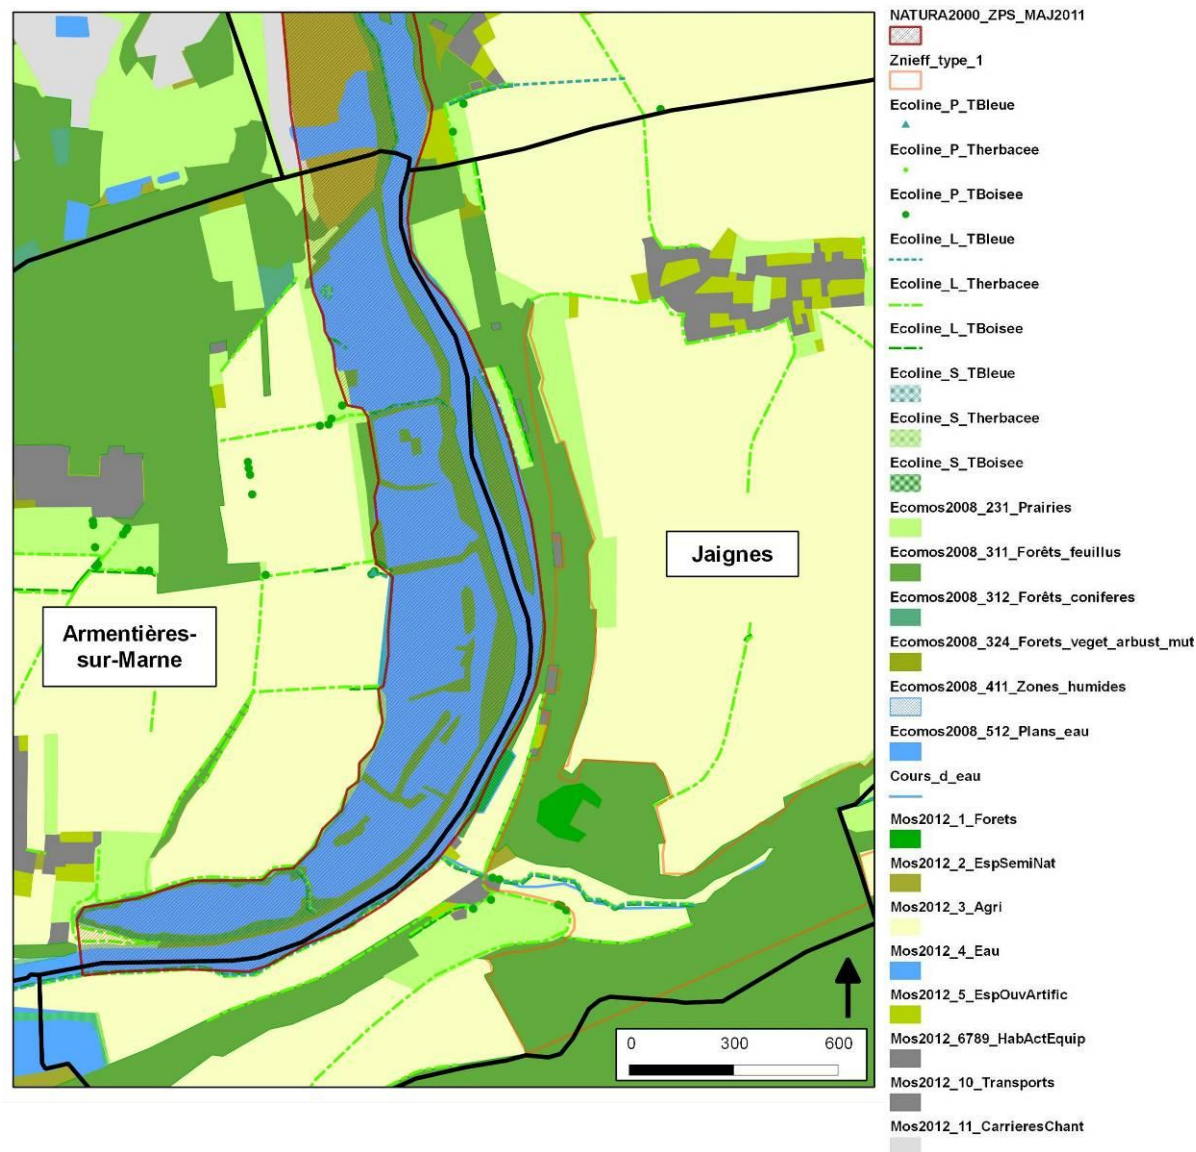 NATURA2000_ZPS_MAJ2011
Znieff_type_1
Ecoline_P_TBleue
Ecoline_P_Therbacee
Ecoline_P_TBoisee
Ecoline_L_TBleue
Ecoline_L_Therbacee
Ecoline_L_TBoisee
Ecoline_S_TBleue
Ecoline_S_Therbacee
Ecoline_S_TBoisee
Ecomos2008_231_Prairies
Ecomos2008_311_Forêts_feuillus
Ecomos2008_312_Forêts_coniferes
Ecomos2008_324_Forets_veget_arbust_mut
Ecomos2008_411_Zones_humides
Ecomos2008_512_Plans_eau
Cours_d_eau
Mos2012_1_Forets
Mos2012_2_EspSemiNat
Mos2012_3_Agri
Mos2012_4_Eau
Mos2012_5_EspOuvArtific
Mos2012_6789_HabActEquip
Mos2012_10_Transports
Mos2012_11_CarrieresChant
Jaignes
Armentières-
sur-Marne
0 300 600